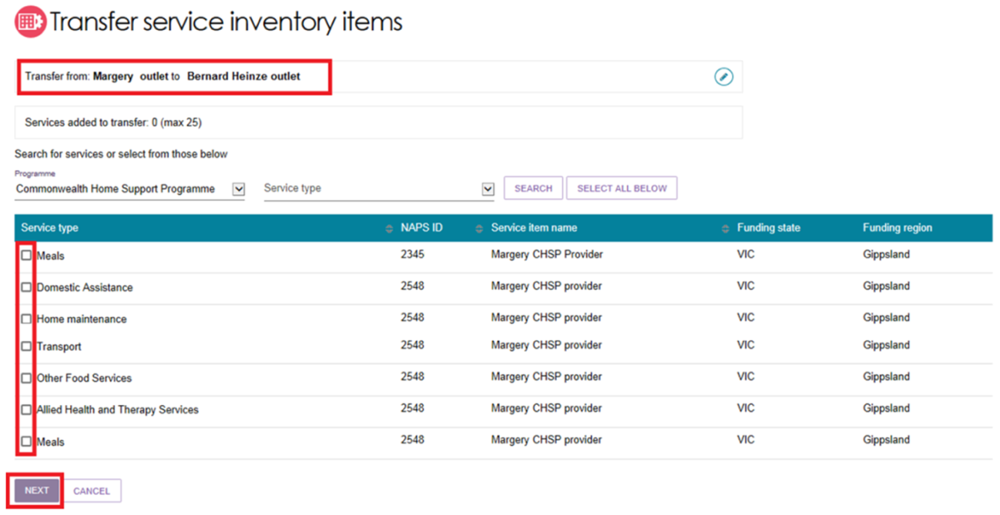 Transfer service inventory items
Transfer from: Margery outlet to Bernard Heinze outlet
Services added to transfer: 0 (max 25)
Search for services or select from those below
Programme
Commonwealth Home Support Programme Service type SEARCH SELECT ALL BELOW
Service type NAPS ID Service item name Funding state Funding region
Meals 2345 Margery CHSP Provider VIC Gippsland
Domestic Assistance 2548 Margery CHSP provider VIC Gippsland
Home maintenance 2548 Margery CHSP provider VIC Gippsland
Transport 2548 Margery CHSP provider VIC Gippsland
Other Food Services 2548 Margery CHSP provider VIC Gippsland
Allied Health and Therapy Services 2548 Margery CHSP provider VIC Gippsland
Meals 2548 Margery CHSP provider VIC Gippsland
NEXT CANCEL